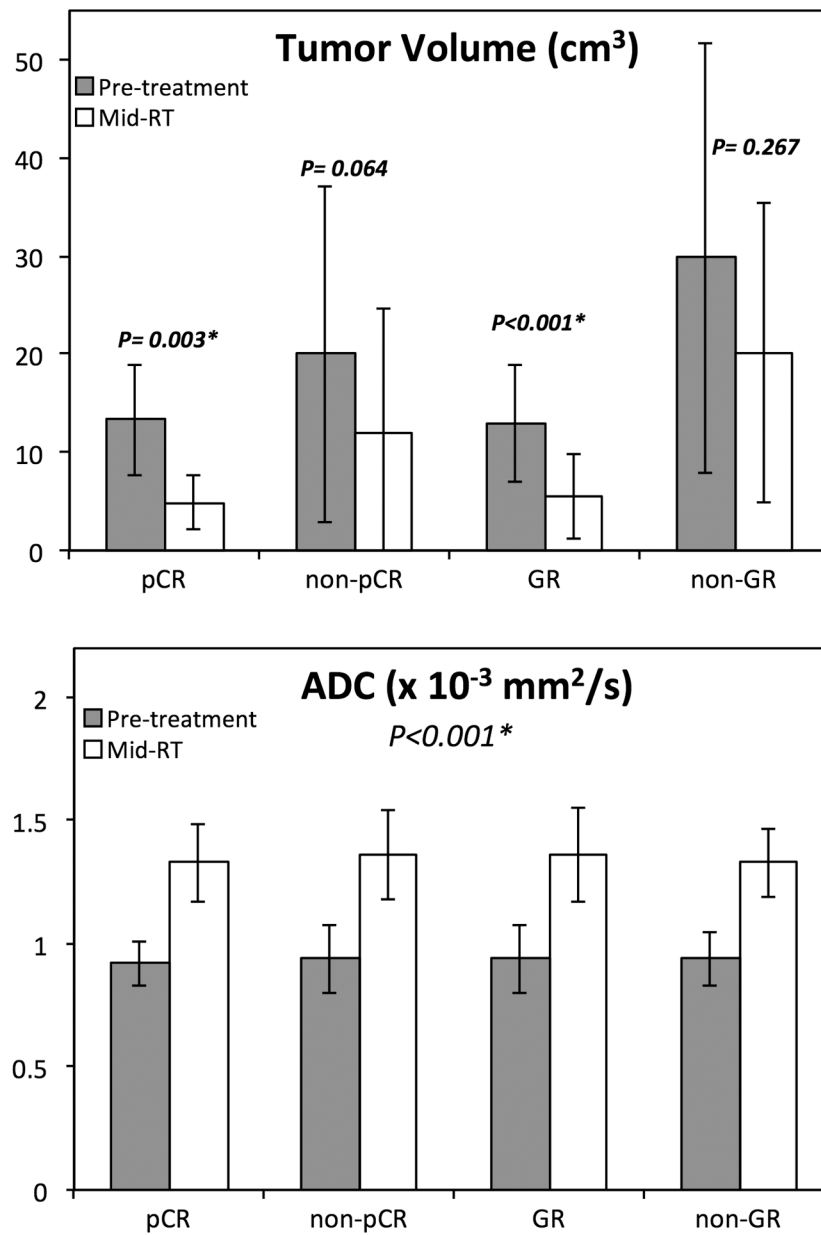 Tumor Volume (cm³)
50
Pre-treatment
Mid-RT
40
P= 0.064
P= 0.267
30
P= 0.003*
P<0.001*
20
10
0
pCR non-pCR GR non-GR
ADC (x 10⁻³ mm²/s)
2
Pre-treatment
P<0.001*
Mid-RT
1.5
1
0.5
0
pCR non-pCR GR non-GR